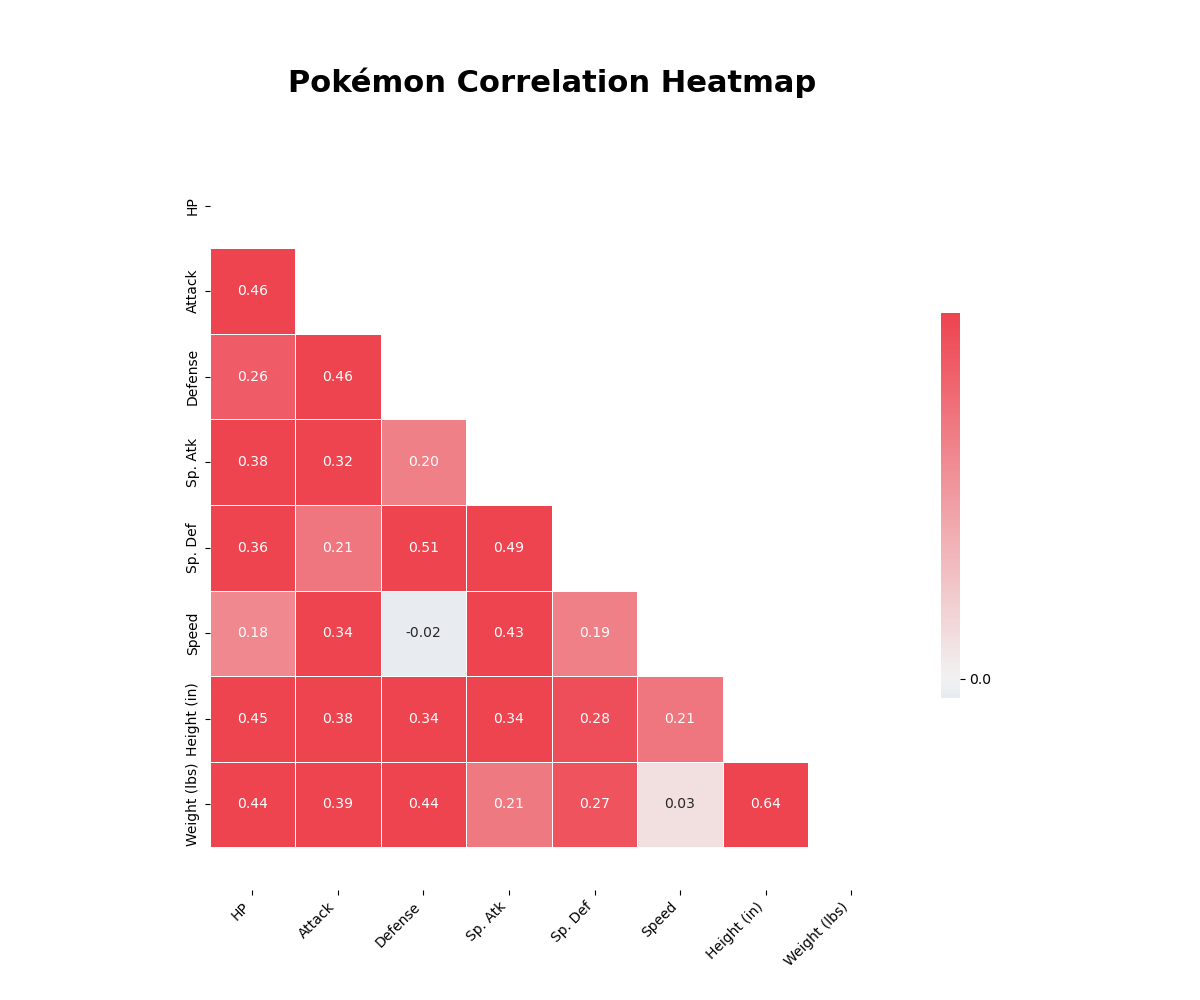 Pokémon Correlation Heatmap
HP
Attack
0.46
Defense
0.26 0.46
Sp. Atk
0.38 0.32 0.20
Sp. Def
0.36 0.21 0.51 0.49
Speed
0.18 0.34 -0.02 0.43 0.19
0.0
Height (in)
0.45 0.38 0.34 0.34 0.28 0.21
Weight (lbs)
0.44 0.39 0.44 0.21 0.27 0.03 0.64
HP
Attack
Defense
Sp. Atk
Sp. Def
Speed
Height (in)
Weight (lbs)